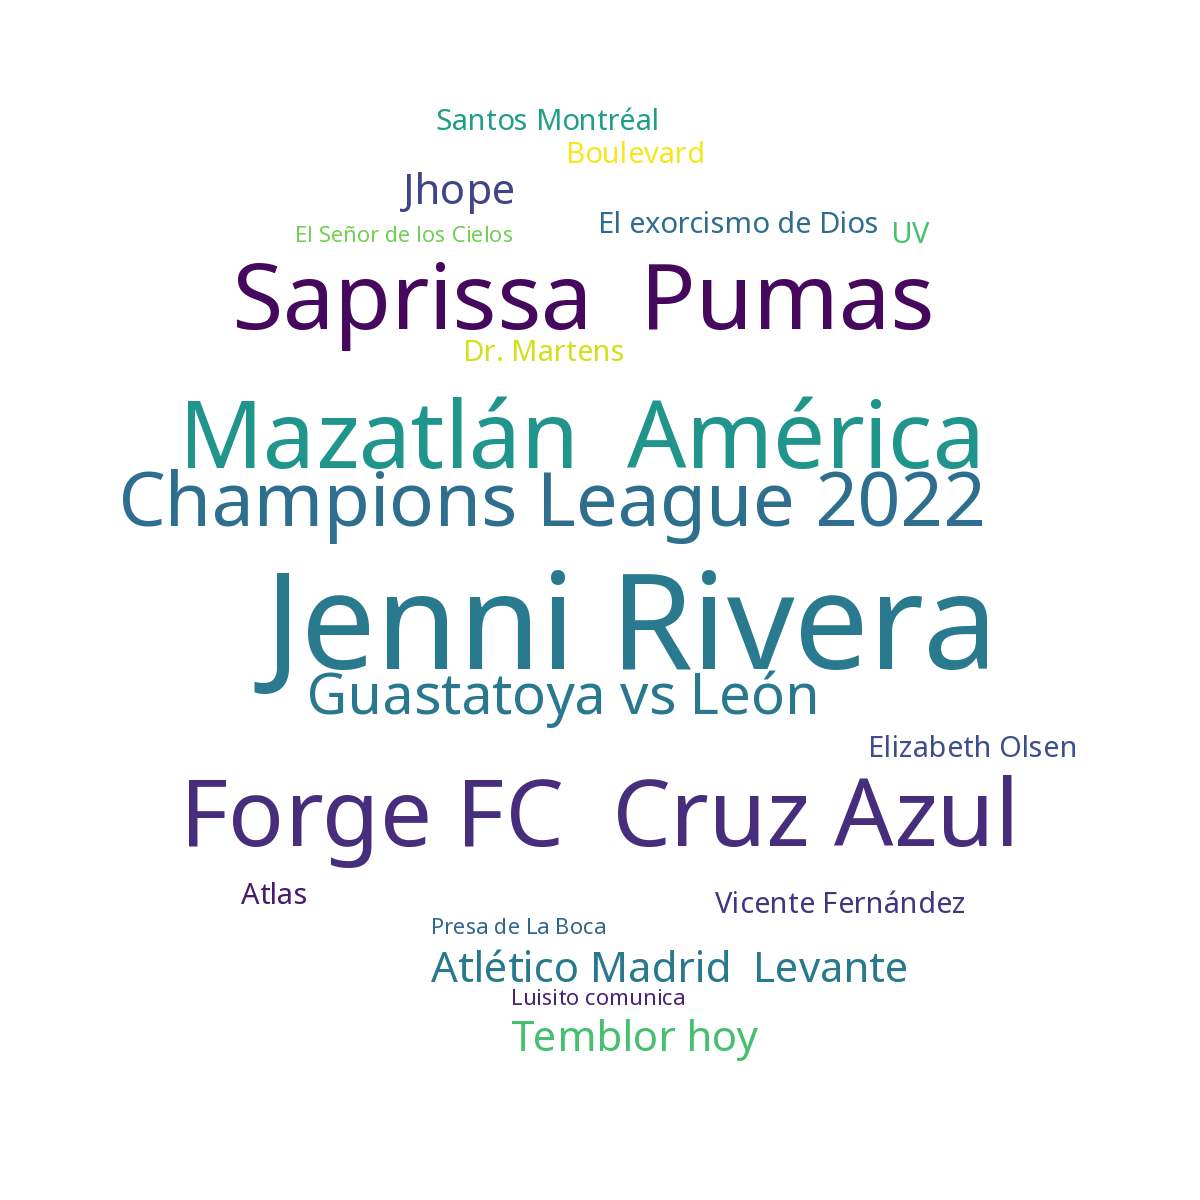 Santos Montréal
Boulevard
Jhope
El exorcismo de Dios
UV
El Señor de los Cielos
Saprissa  Pumas
Dr. Martens
Mazatlán  América
Champions League 2022
Jenni Rivera
Guastatoya vs León
Elizabeth Olsen
Forge FC  Cruz Azul
Atlas
Vicente Fernández
Presa de La Boca
Atlético Madrid  Levante
Luisito comunica
Temblor hoy